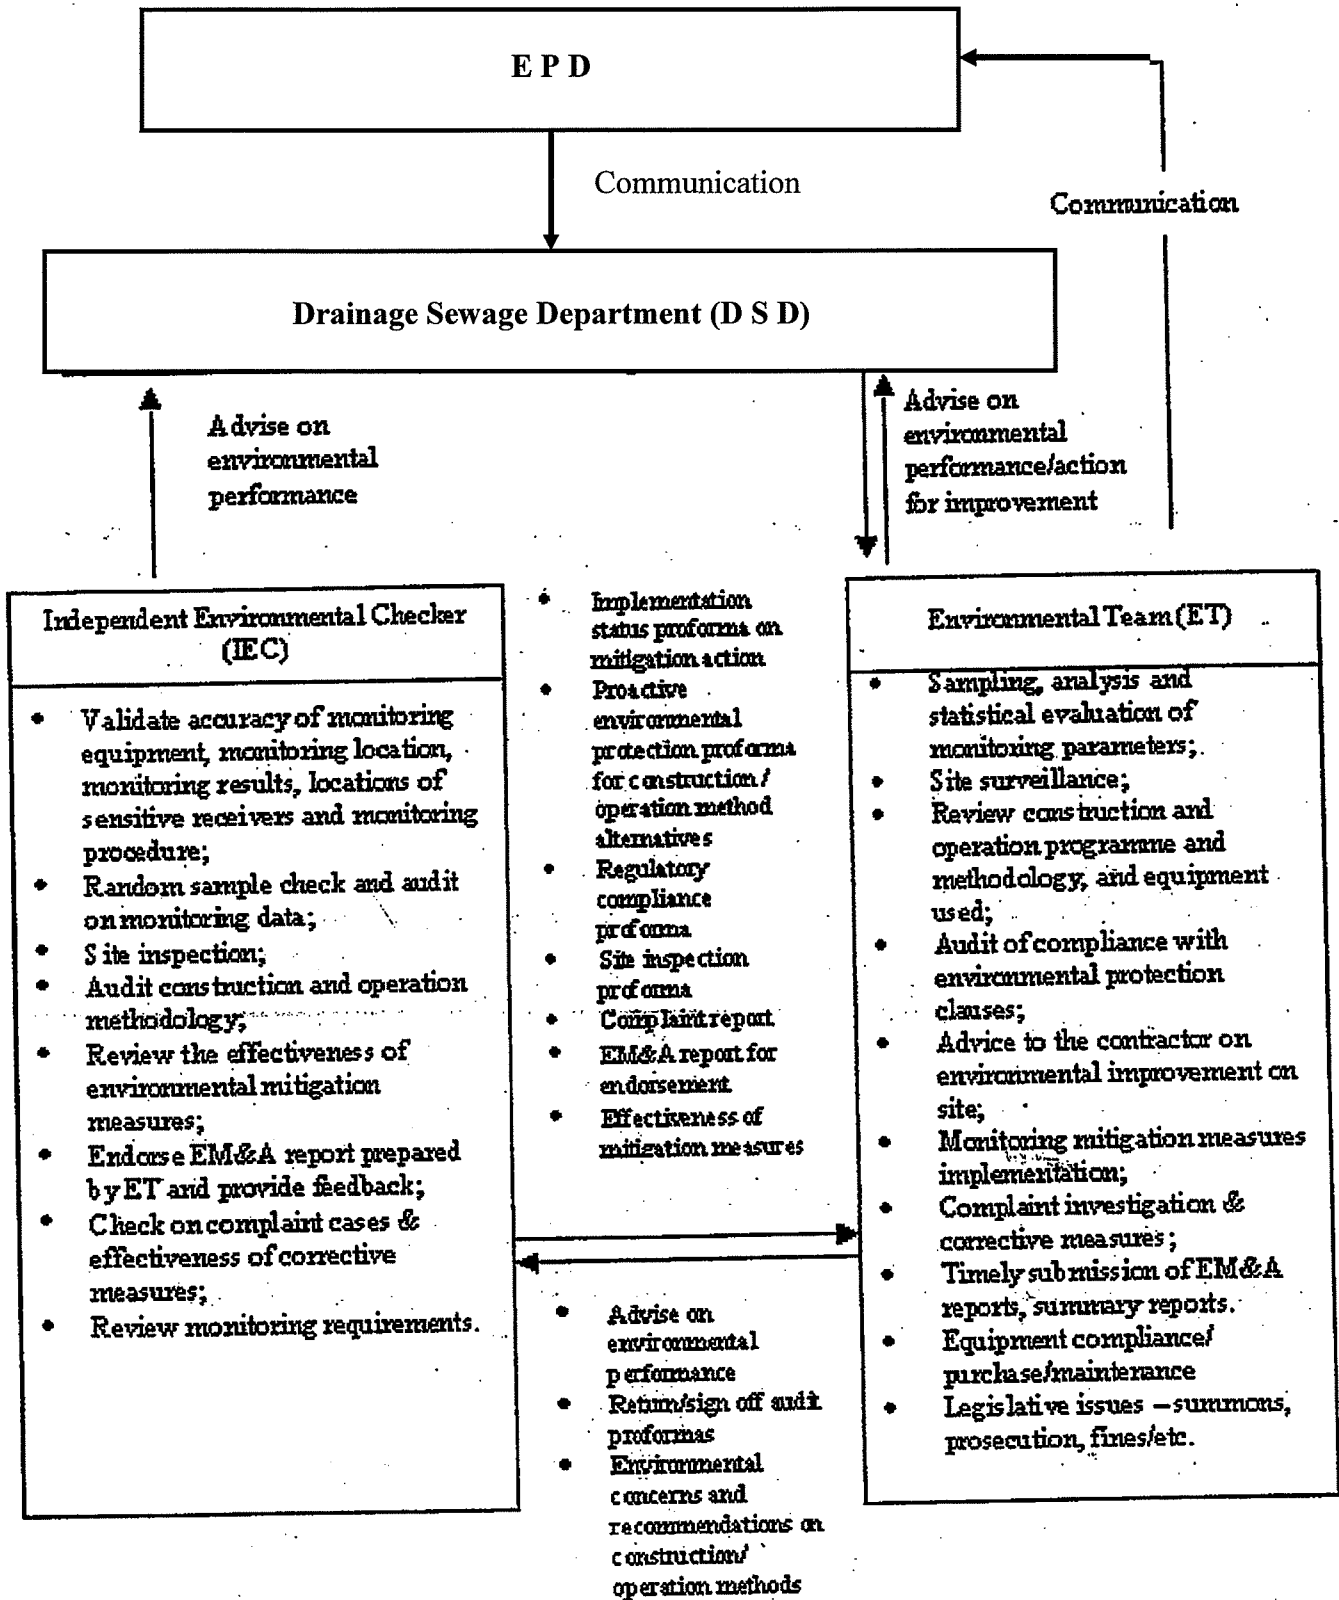 E P D
Communication
Communication
Drainage Sewage Department (D S D)
Advise on
environmental
performance
Advise on
environmental
performance/action
for improvement
Independent Environmental Checker
(IEC)
• Validate accuracy of monitoring
equipment, monitoring location,
monitoring results, locations of
sensitive receivers and monitoring
procedure;
• Random sample check and audit
on monitoring data;
• Site inspection;
• Audit construction and operation
methodology;
• Review the effectiveness of
environmental mitigation
measures;
• Endorse EM&A report prepared
by ET and provide feedback;
• Check on complaint cases &
effectiveness of corrective
measures;
• Review monitoring requirements.
• Implementation
status proforma on
mitigation action
• Proactive
environmental
protection proforma
for construction/
operation method
alternatives
• Regulatory
compliance
proforma
• Site inspection
proforma
• Complaint report
• EM&A report for
endorsement
• Effectiveness of
mitigation measures
• Advise on
environmental
performance
• Return/sign off audit
proformas
• Environmental
concerns and
recommendations on
construction/
operation methods
Environmental Team (ET)
• Sampling, analysis and
statistical evaluation of
monitoring parameters;
• Site surveillance;
• Review construction and
operation programme and
methodology, and equipment
used;
• Audit of compliance with
environmental protection
clauses;
• Advice to the contractor on
environmental improvement on
site;
• Monitoring mitigation measures
implementation;
• Complaint investigation &
corrective measures;
• Timely submission of EM&A
reports, summary reports.
• Equipment compliance/
purchase/maintenance
• Legislative issues – summons,
prosecution, fines/etc.